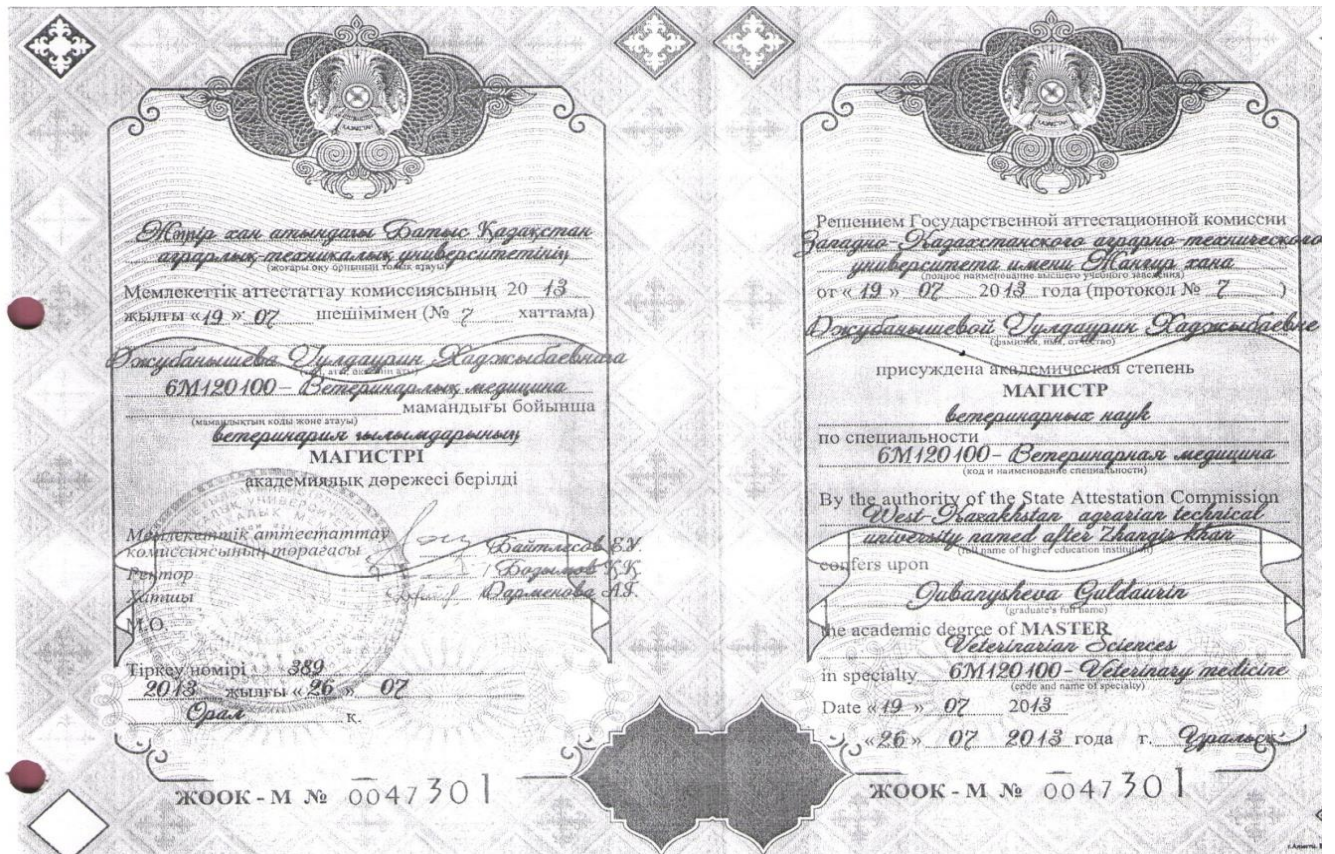 ҚАЗАҚСТАН
Жәңгір хан атындағы Батыс Қазақстан
аграрлық-техникалық университетінің
(жоғары оқу орнының толық атауы)
Мемлекеттік аттестаттау комиссиясының 20 13
жылғы «19» 07 шешімімен (№ 7 хаттама)
Джубанышева Гулдаурин Хаджыбаевнаға
6М120100 – Ветеринарлық медицина
мамандығы бойынша
(мамандықтың коды және атауы)
ветеринария ғылымдарының
МАГИСТРІ
академиялық дәрежесі берілді
Мемлекеттік аттестаттау
комиссиясының төрағасы Байтлесов Е.У.
Ректор Бозымов Қ.Қ.
Хатшы Дарменова А.Г.
М.О.
Тіркеу нөмірі 389
2013 жылғы «26» 07
Орал қ.
ЖООК - М № 0047301
ҚАЗАҚСТАН
Решением Государственной аттестационной комиссии
Западно-Казахстанского аграрно-технического
университета имени Жангир хана
(полное наименование высшего учебного заведения)
от «19» 07 2013 года (протокол № 7 )
Джубанышевой Гулдаурин Хаджыбаевне
(фамилия, имя, отчество)
присуждена академическая степень
МАГИСТР
ветеринарных наук
по специальности
6М120100 – Ветеринарная медицина
(код и наименование специальности)
By the authority of the State Attestation Commission
West-Kazakhstan agrarian technical
university named after Zhangir Khan
(full name of higher education institution)
confers upon
Jubanysheva Guldaurin
(graduate's full name)
the academic degree of MASTER
Veterinarian Sciences
in specialty 6M120100 – Veterinary medicine
(code and name of specialty)
Date «19» 07 2013
«26» 07 2013 года г. Уральск
ЖООК - М № 0047301